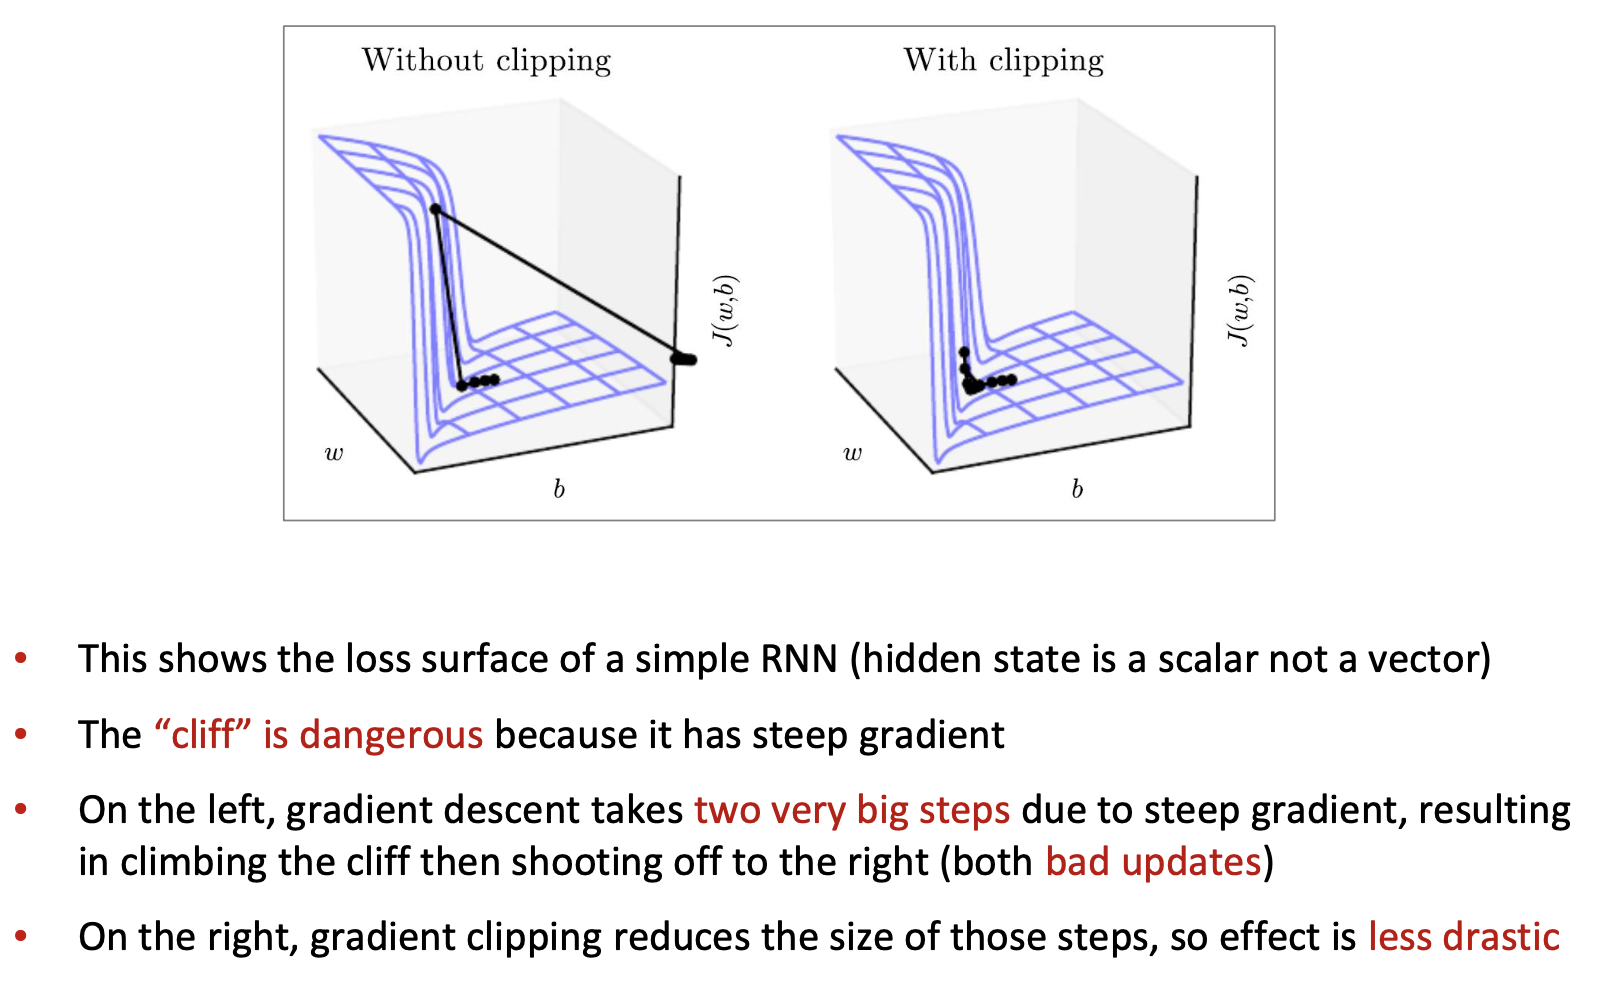 Without clipping
With clipping
J(w,b)
J(w,b)
w
b
w
b
• This shows the loss surface of a simple RNN (hidden state is a scalar not a vector)
• The “cliff” is dangerous because it has steep gradient
• On the left, gradient descent takes two very big steps due to steep gradient, resulting
in climbing the cliff then shooting off to the right (both bad updates)
• On the right, gradient clipping reduces the size of those steps, so effect is less drastic